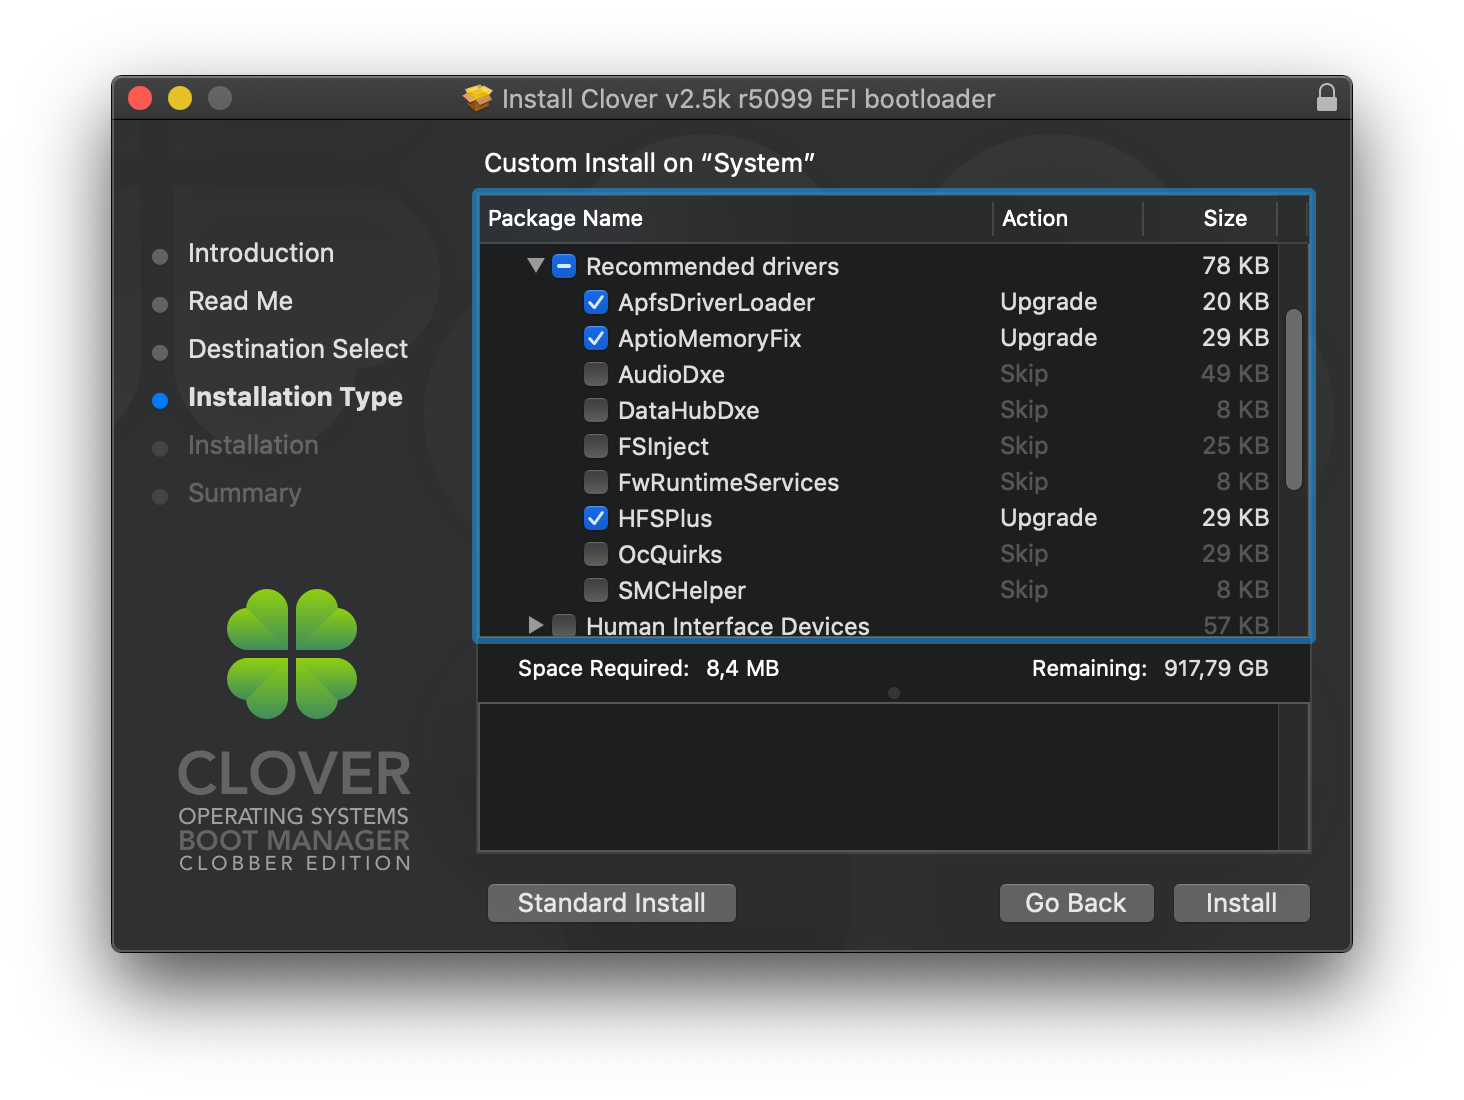 Install Clover v2.5k r5099 EFI bootloader
Custom Install on “System”
Introduction
Read Me
Destination Select
Installation Type
Installation
Summary
CLOVER
OPERATING SYSTEMS
BOOT MANAGER
CLOBBER EDITION
Package Name Action Size
Recommended drivers 78 KB
ApfsDriverLoader Upgrade 20 KB
AptioMemoryFix Upgrade 29 KB
AudioDxe Skip 49 KB
DataHubDxe Skip 8 KB
FSInject Skip 25 KB
FwRuntimeServices Skip 8 KB
HFSPlus Upgrade 29 KB
OcQuirks Skip 29 KB
SMCHelper Skip 8 KB
Human Interface Devices 57 KB
Space Required: 8,4 MB Remaining: 917,79 GB
Standard Install Go Back Install